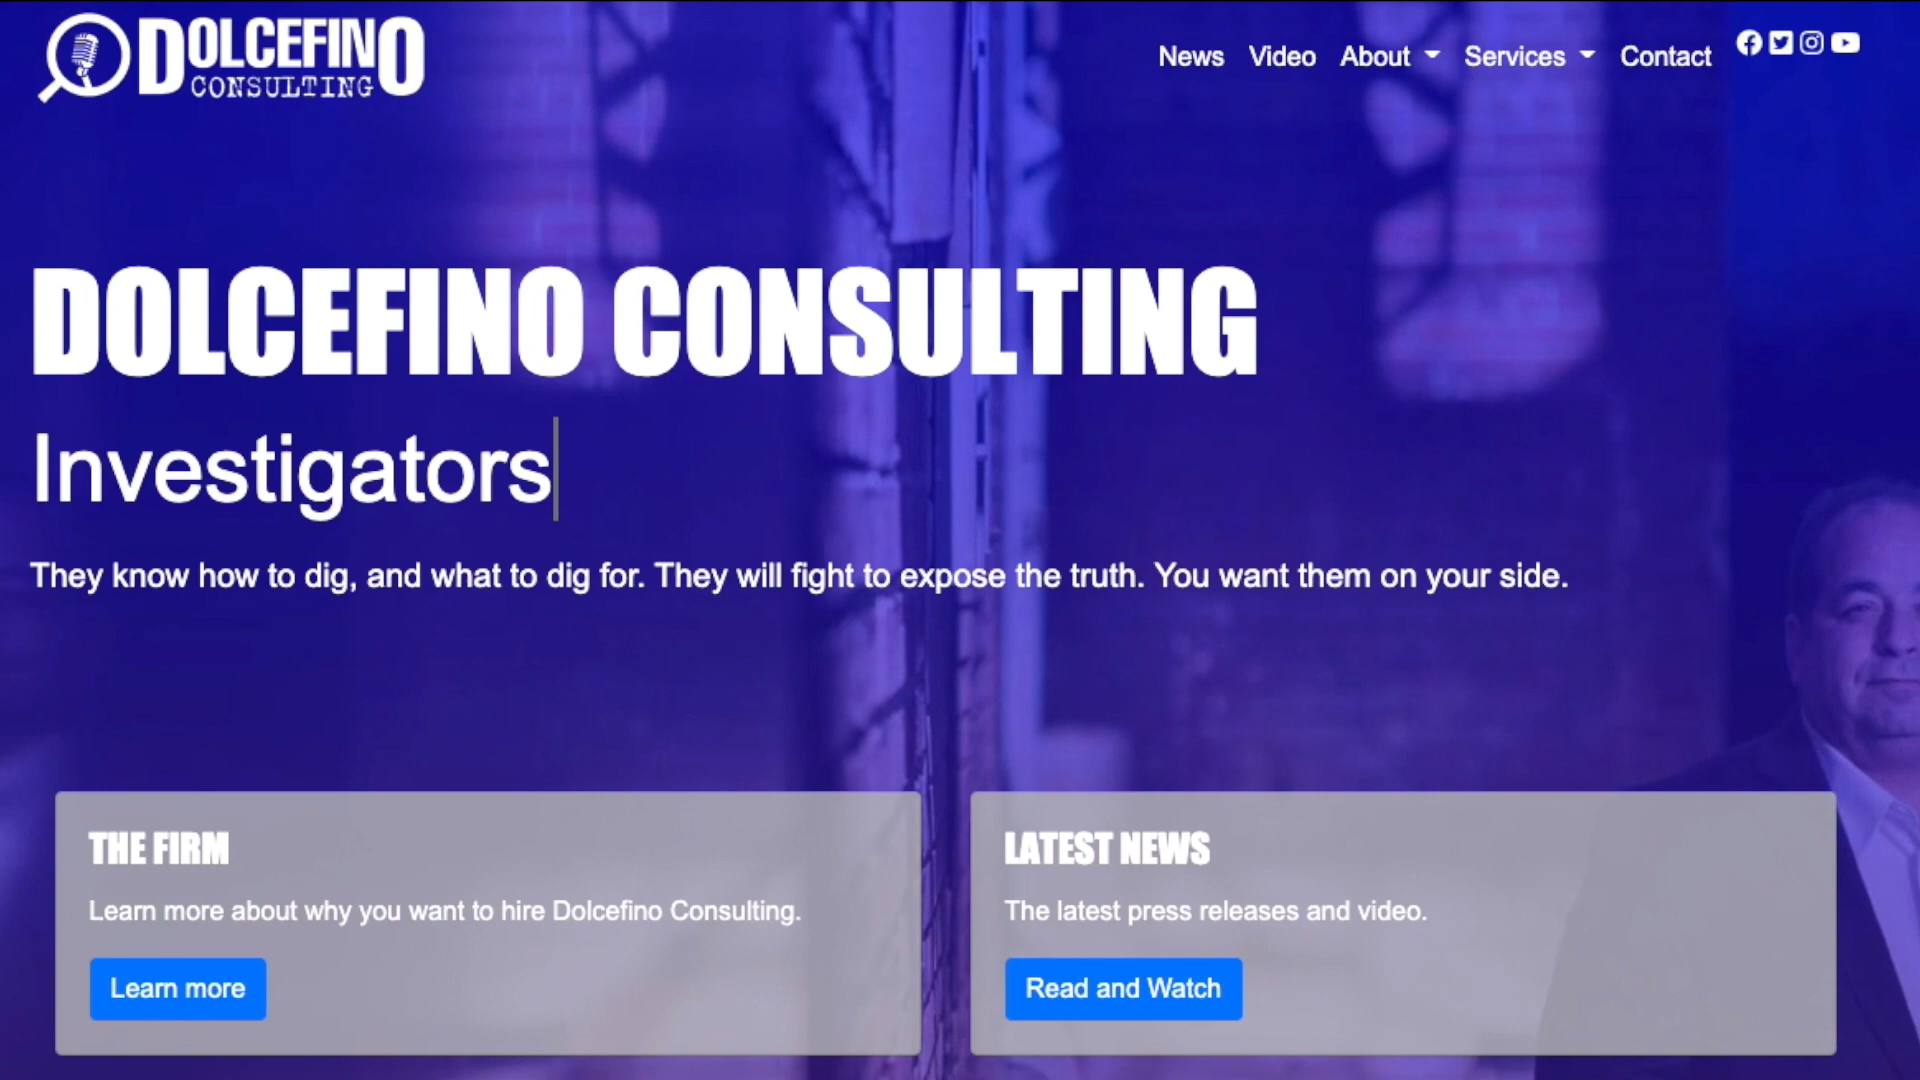 DOLCEFINO
CONSULTING
News Video About Services Contact
DOLCEFINO CONSULTING
Investigators
They know how to dig, and what to dig for. They will fight to expose the truth. You want them on your side.
THE FIRM
Learn more about why you want to hire Dolcefino Consulting.
Learn more
LATEST NEWS
The latest press releases and video.
Read and Watch